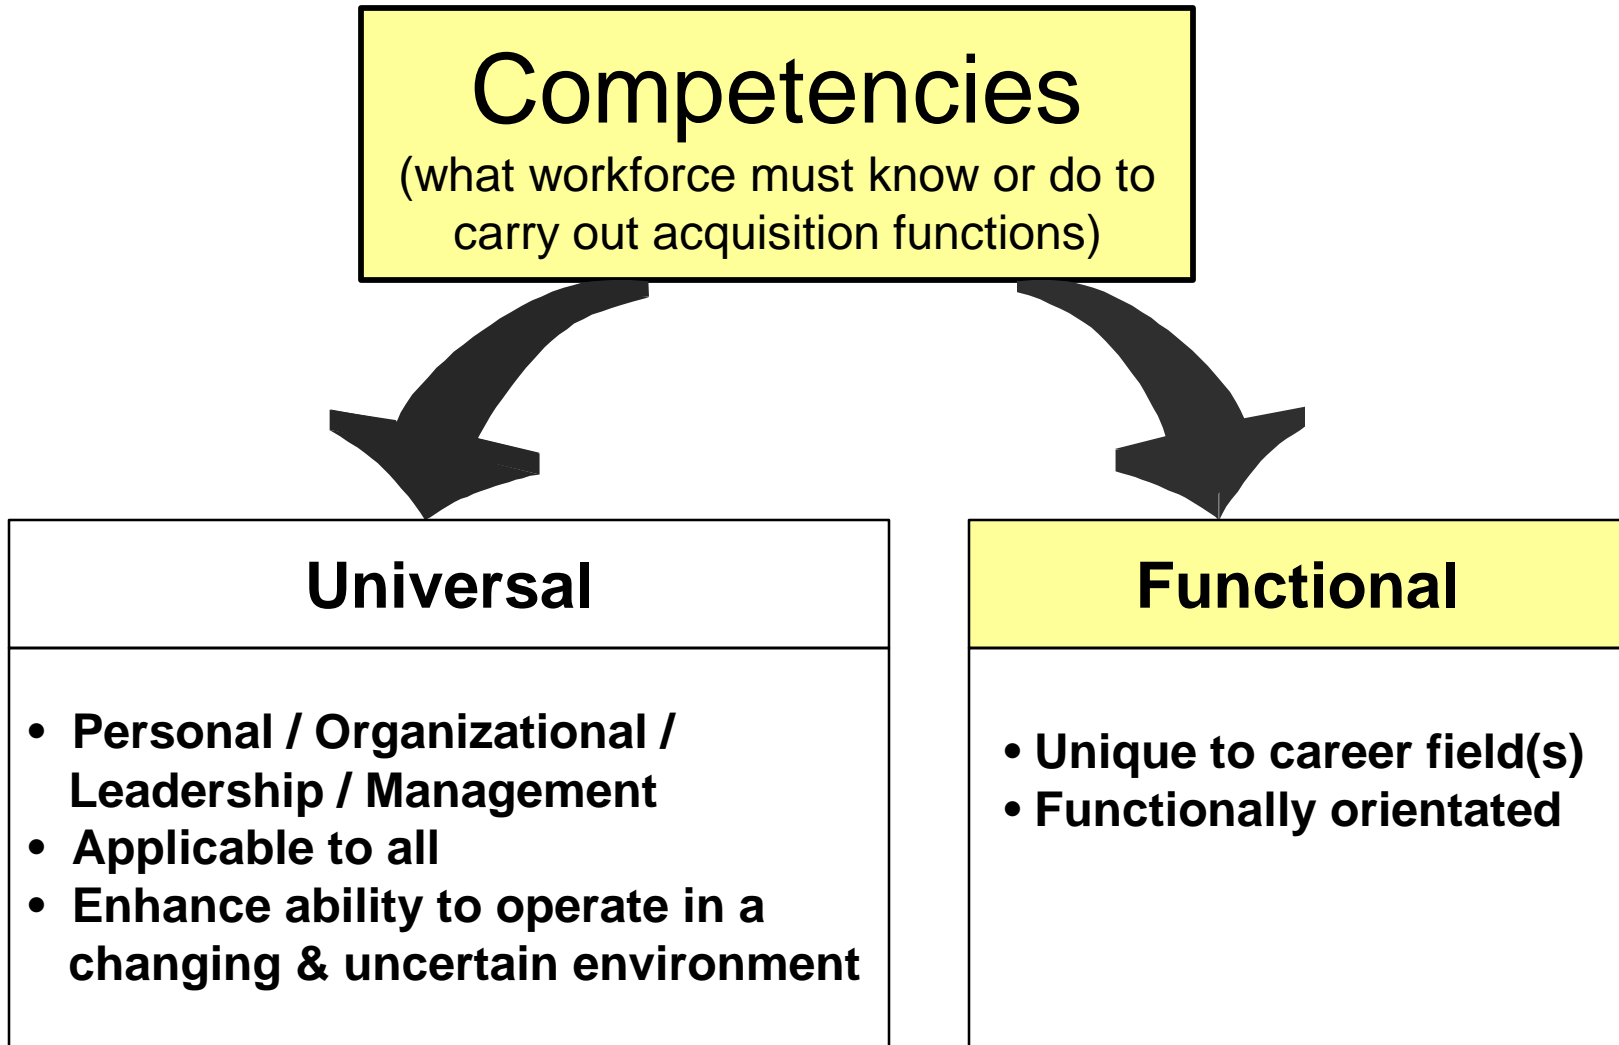 Competencies
(what workforce must know or do to
carry out acquisition functions)
Universal
• Personal / Organizational /
Leadership / Management
• Applicable to all
• Enhance ability to operate in a
changing & uncertain environment
Functional
• Unique to career field(s)
• Functionally orientated